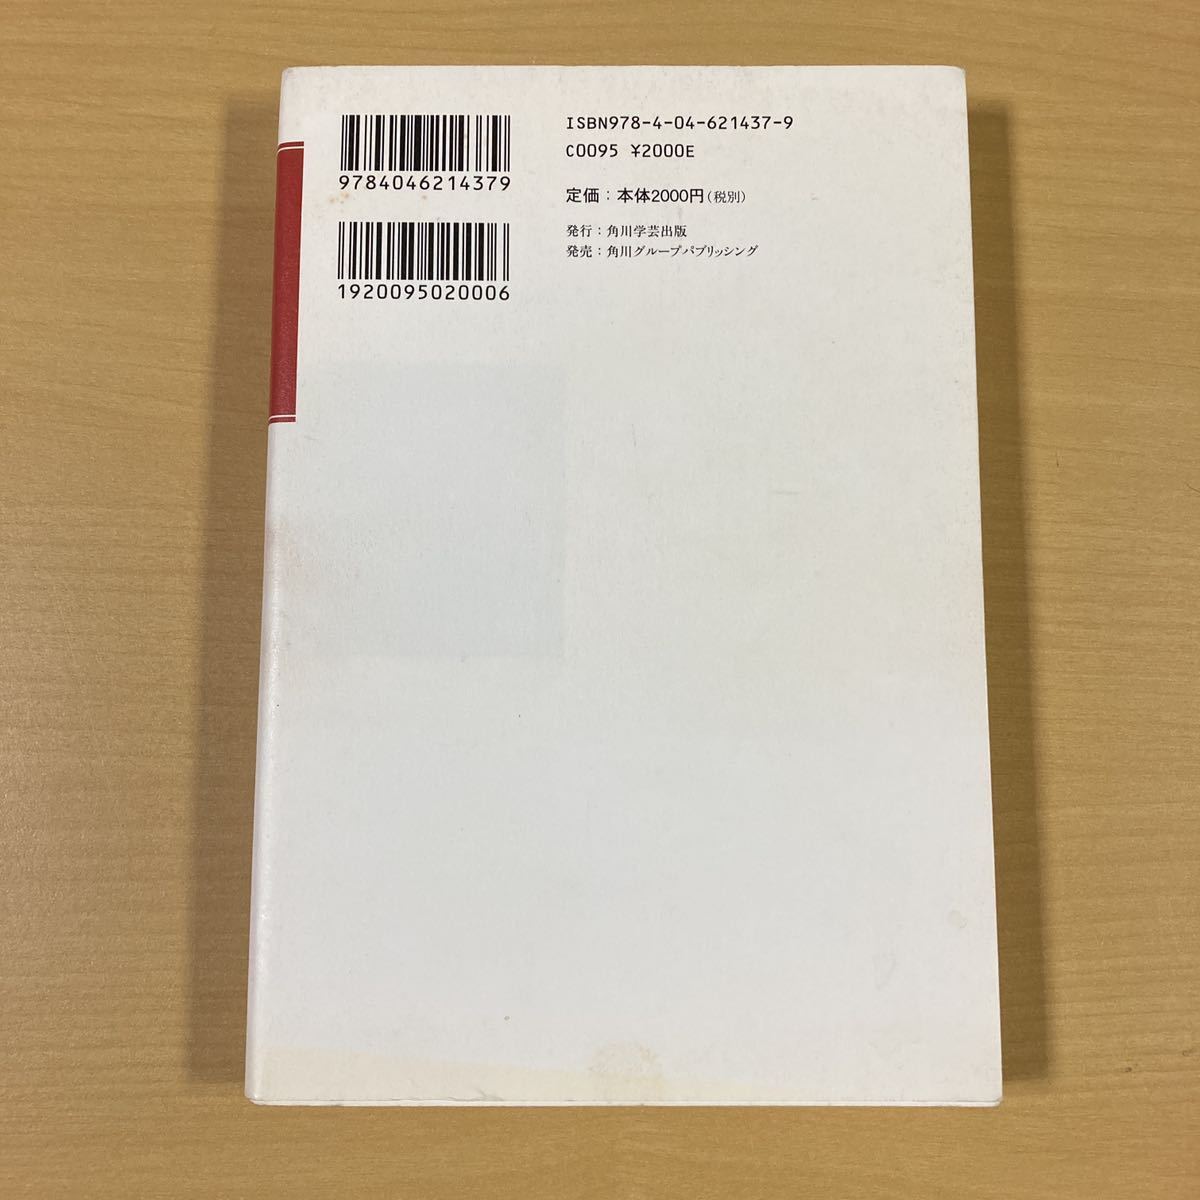 9784046214379
1920095020006
ISBN978-4-04-621437-9
C0095 ¥2000E
定価：本体2000円（税別）
発行：角川学芸出版
発売：角川グループパブリッシング